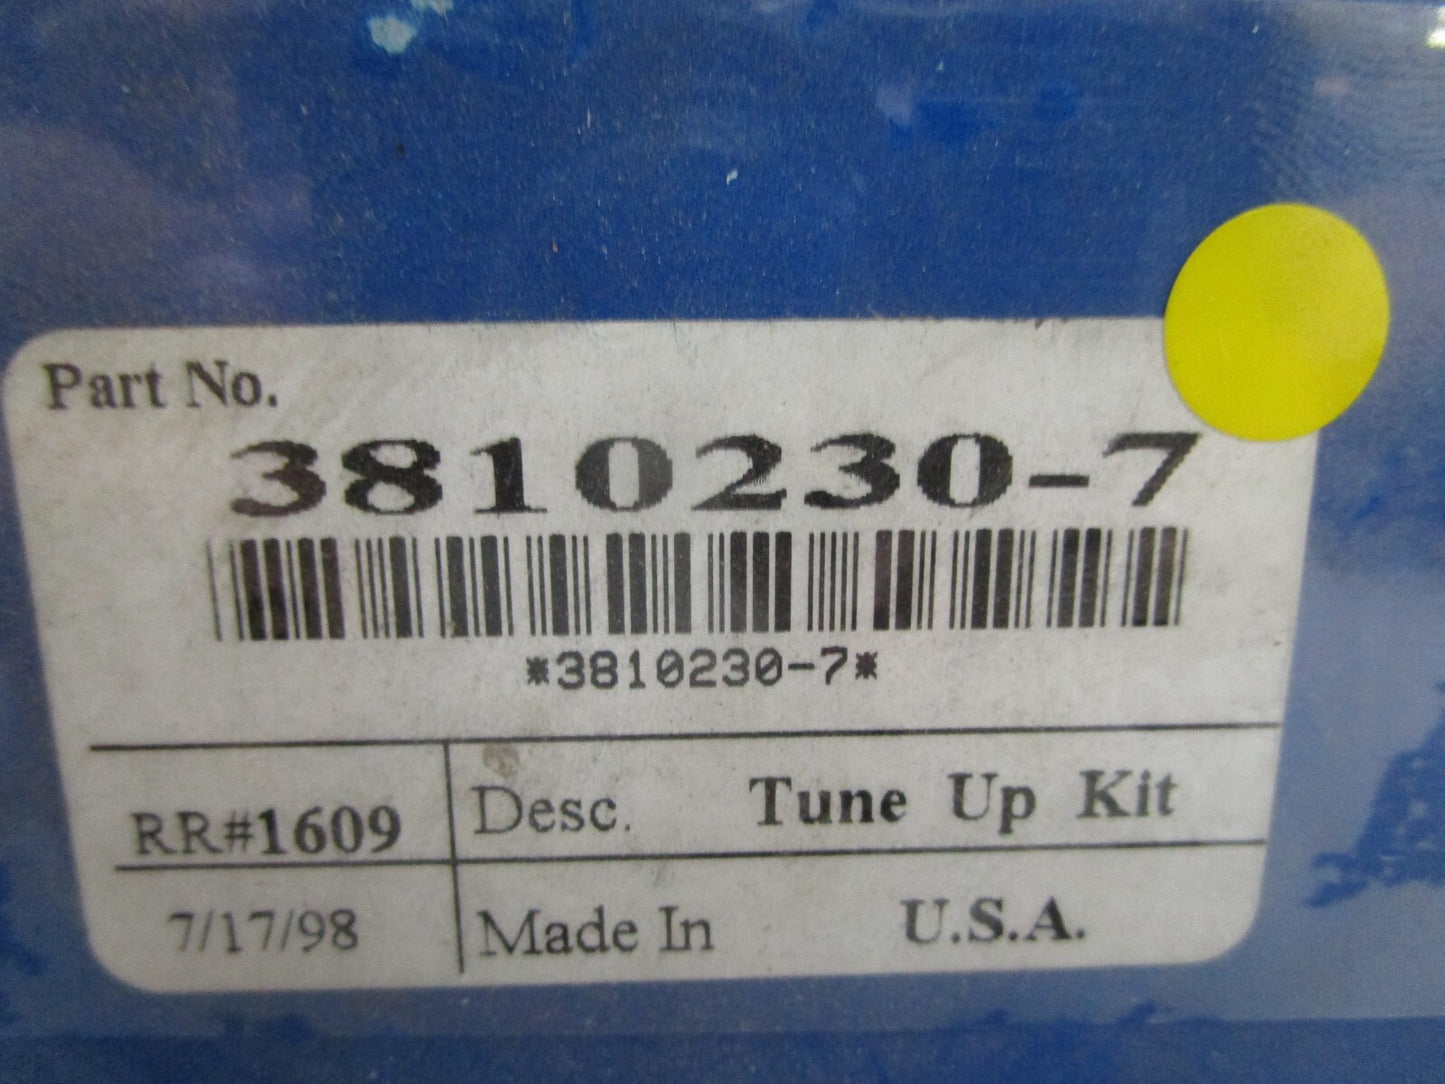 Part No.
3810230-7
*3810230-7*
RR#1609
Desc. Tune Up Kit
7/17/98
Made In U.S.A.